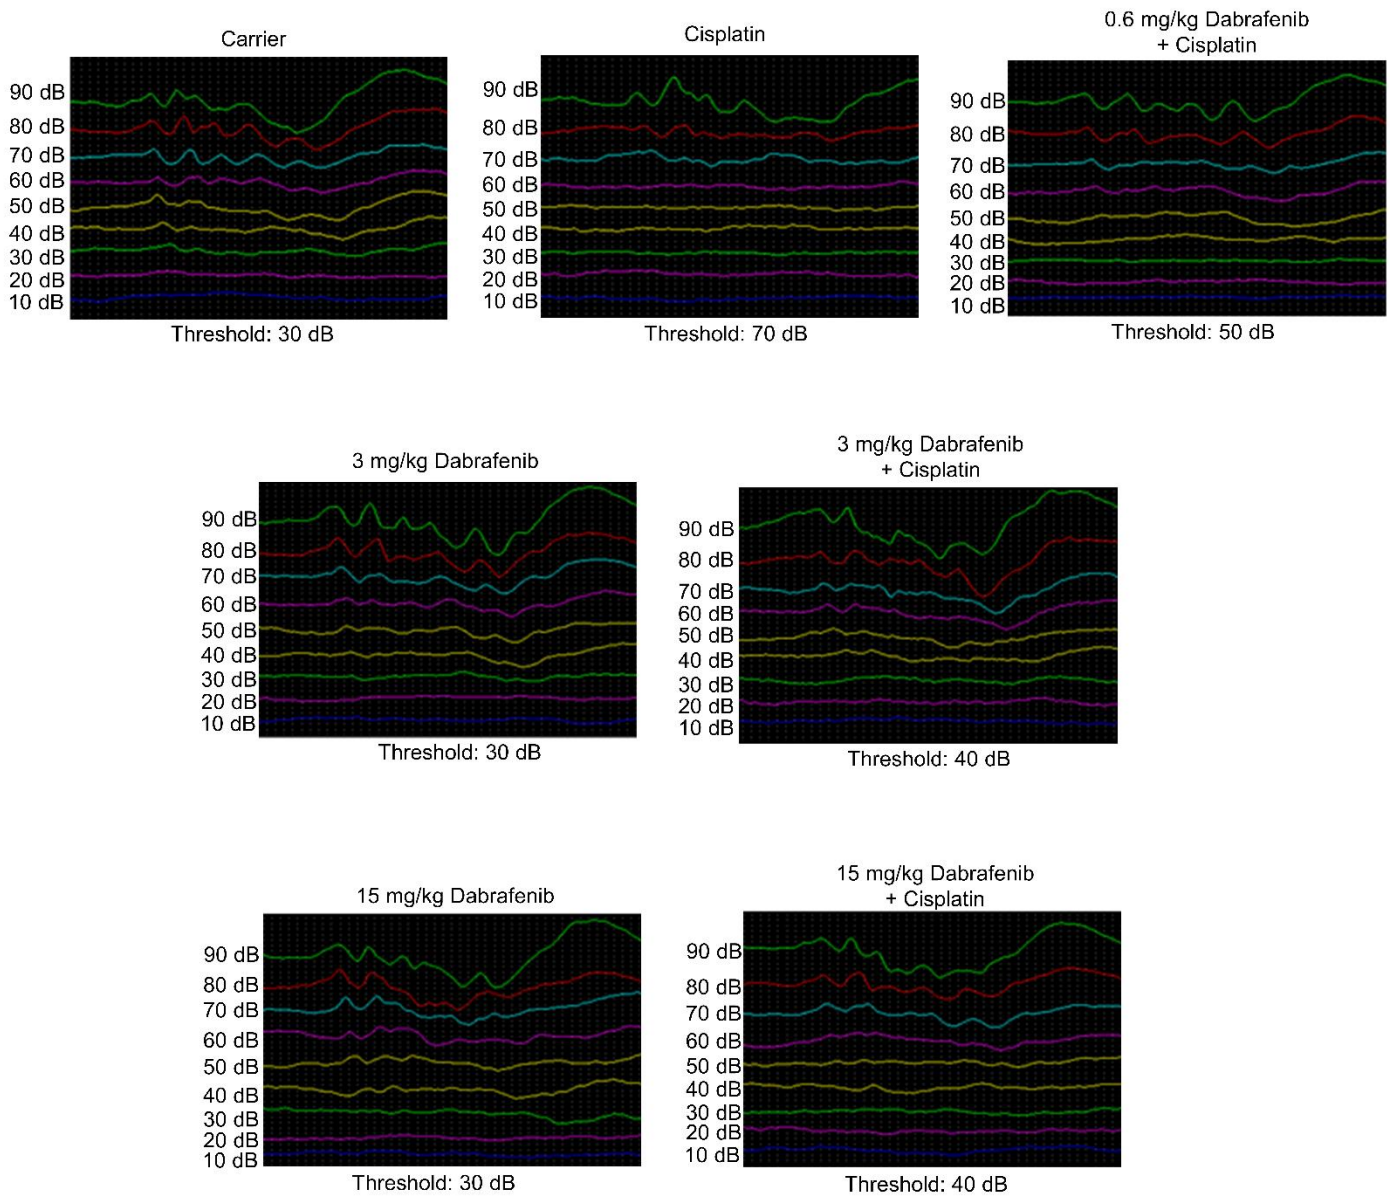 Carrier
90 dB
80 dB
70 dB
60 dB
50 dB
40 dB
30 dB
20 dB
10 dB
Threshold: 30 dB
Cisplatin
90 dB
80 dB
70 dB
60 dB
50 dB
40 dB
30 dB
20 dB
10 dB
Threshold: 70 dB
0.6 mg/kg Dabrafenib
+ Cisplatin
90 dB
80 dB
70 dB
60 dB
50 dB
40 dB
30 dB
20 dB
10 dB
Threshold: 50 dB
3 mg/kg Dabrafenib
90 dB
80 dB
70 dB
60 dB
50 dB
40 dB
30 dB
20 dB
10 dB
Threshold: 30 dB
3 mg/kg Dabrafenib
+ Cisplatin
90 dB
80 dB
70 dB
60 dB
50 dB
40 dB
30 dB
20 dB
10 dB
Threshold: 40 dB
15 mg/kg Dabrafenib
90 dB
80 dB
70 dB
60 dB
50 dB
40 dB
30 dB
20 dB
10 dB
Threshold: 30 dB
15 mg/kg Dabrafenib
+ Cisplatin
90 dB
80 dB
70 dB
60 dB
50 dB
40 dB
30 dB
20 dB
10 dB
Threshold: 40 dB